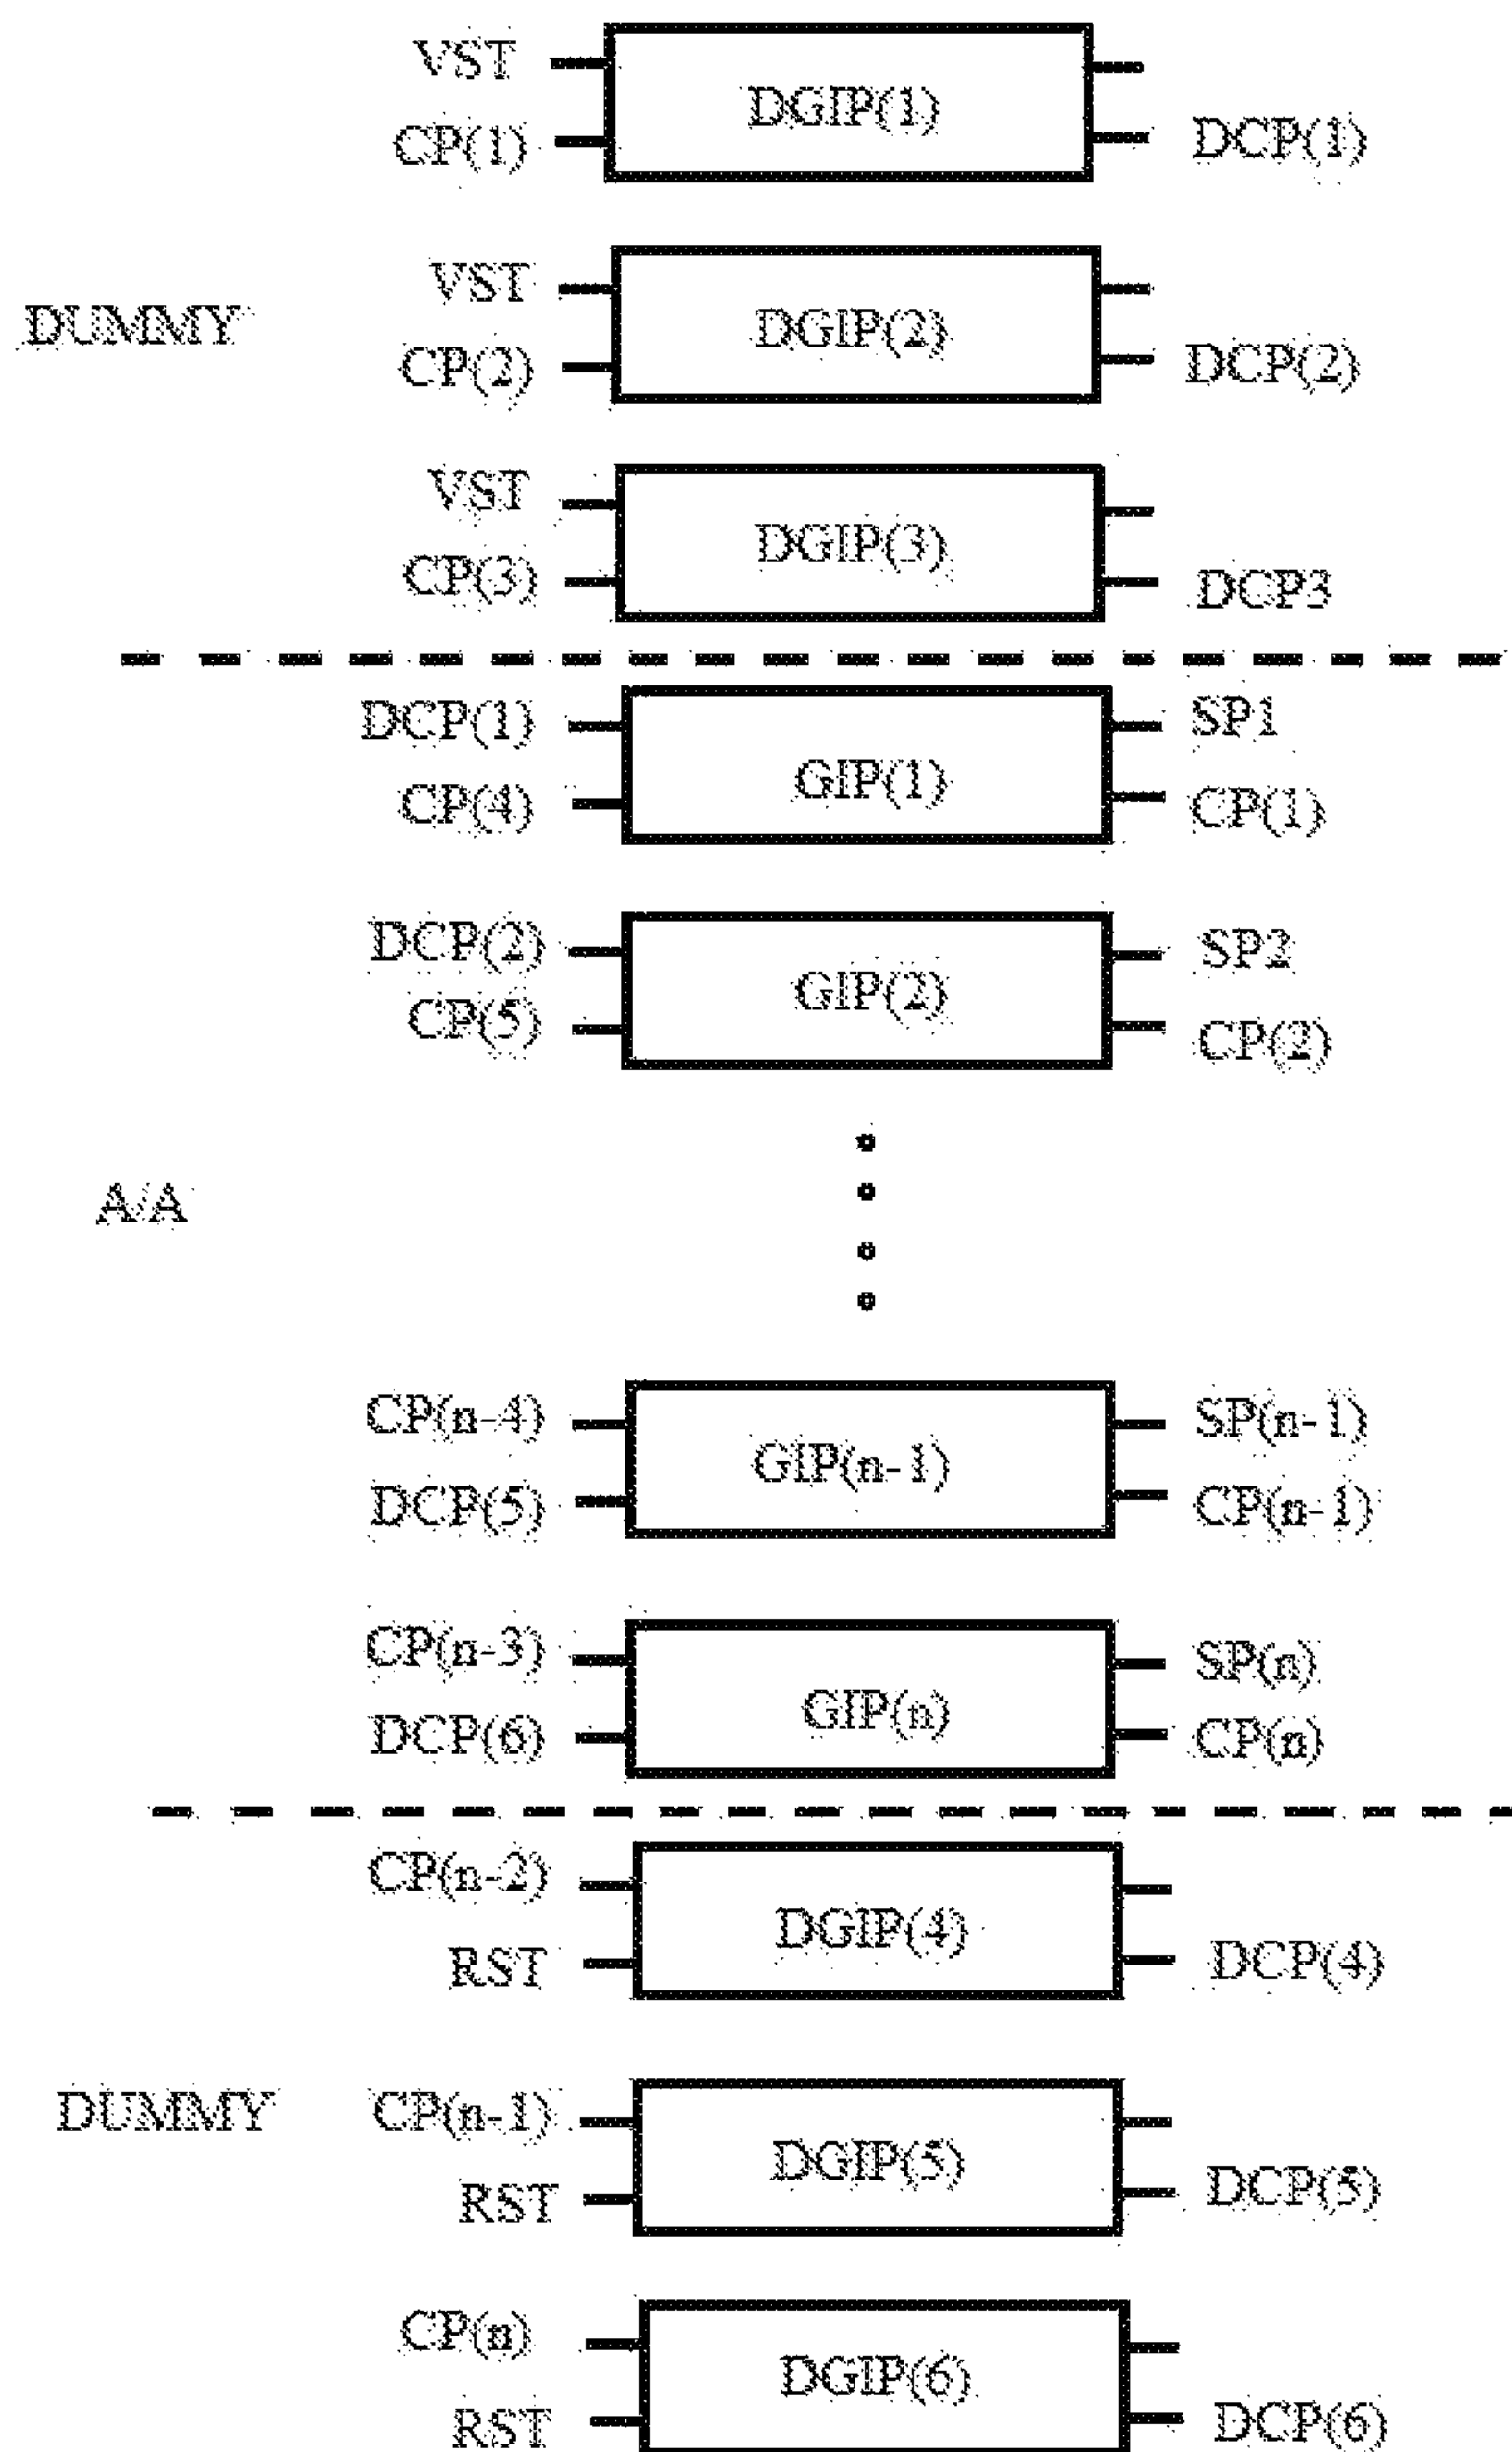 VST
DGIP(1)
CP(1)
DCP(1)
VST
DUMMY
DGIP(2)
CP(2)
DCP(2)
VST
DGIP(3)
CP(3)
DCP3
DCP(1)
SP1
GIP(1)
CP(4)
CP(1)
DCP(2)
SP2
GIP(2)
CP(5)
CP(2)
A/A
CP(n-4)
SP(n-1)
GIP(n-1)
DCP(5)
CP(n-1)
CP(n-3)
SP(n)
GIP(n)
DCP(6)
CP(n)
CP(n-2)
DGIP(4)
RST
DCP(4)
DUMMY
CP(n-1)
DGIP(5)
RST
DCP(5)
CP(n)
DGIP(6)
RST
DCP(6)